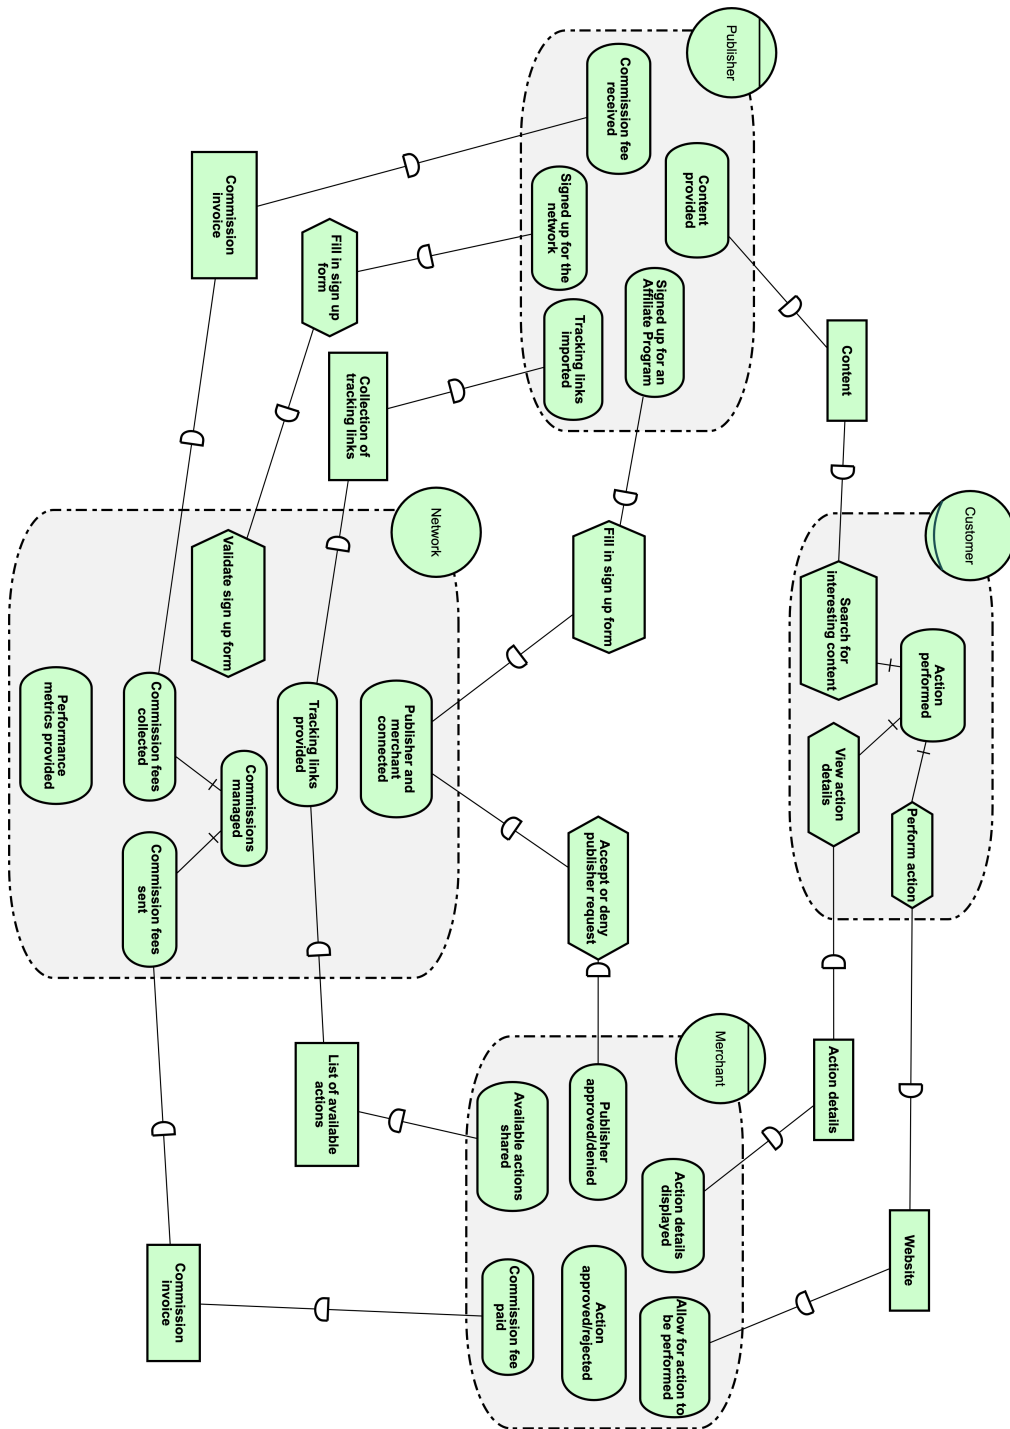 Customer
Action
performed
Perform action
Website
Content
Search for
interesting content
View action
details
Action details
Publisher
Content
provided
Signed up for an
Affiliate Program
Commission fee
received
Signed up for the
network
Tracking links
imported
Merchant
Action details
displayed
Allow for action to
be performed
Publisher
approved/denied
Action
approved/rejected
Available actions
shared
Commission fee
paid
Fill in sign up form
Accept or deny
publisher request
Network
Publisher and
merchant
connected
Collection of
tracking links
Fill in sign up
form
Tracking links
provided
List of available
actions
Validate sign up form
Commissions
managed
Commission
invoice
Commission fees
collected
Commission fees
sent
Commission
invoice
Performance
metrics provided